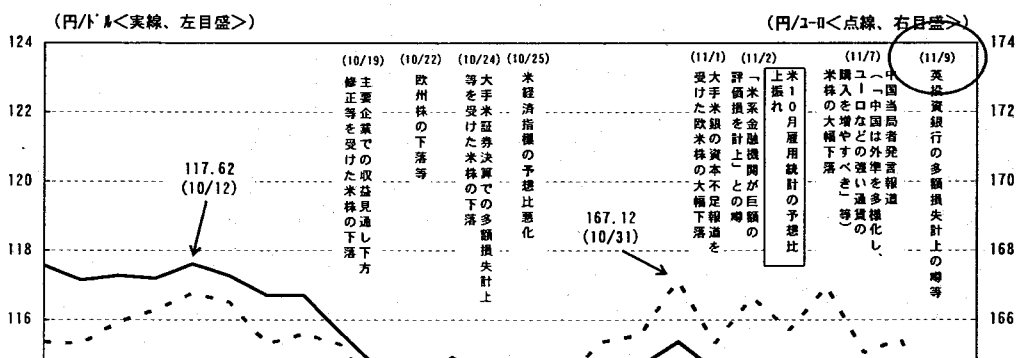 (円/ドル<実線、左目盛>)
(円/ユーロ<点線、右目盛>)
124
122
120
118
116
174
172
170
168
166
117.62
(10/12)
(10/19)
主要企業での収益見通し下方
修正等を受けた米株の下落
(10/22)
欧州株の下落等
(10/24)
大手米証券決算での多額損失計上
等を受けた米株の下落
(10/25)
米経済指標の予想比悪化
167.12
(10/31)
(11/1)
大手米銀の資本不足報道を
受けた欧米株の大幅下落
(11/2)
「米系金融機関が巨額の
評価損を計上」との噂
米10月雇用統計の予想比
上振れ
(11/7)
中国当局者発言報道
(「中国は外準を多様化し、
ユーロなどの強い通貨の
購入を増やすべき」等)
米株の大幅下落
(11/9)
英投資銀行の多額損失計上の噂等